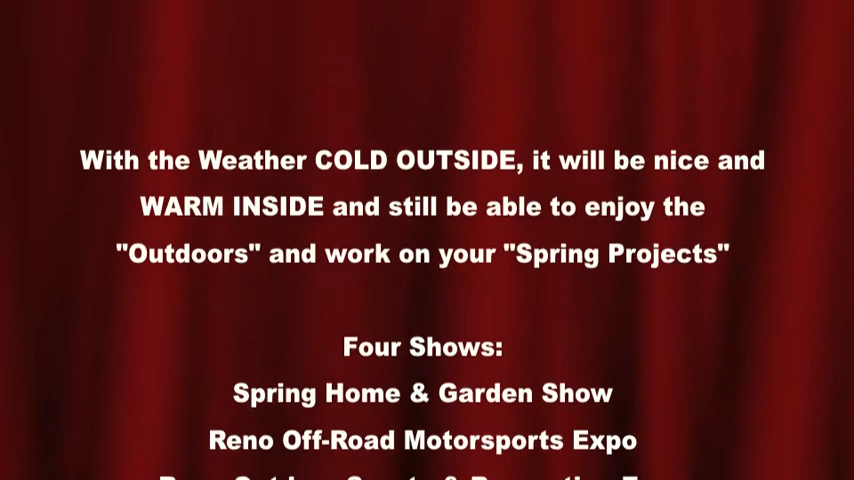 With the Weather COLD OUTSIDE, it will be nice and
WARM INSIDE and still be able to enjoy the
"Outdoors" and work on your "Spring Projects"
Four Shows:
Spring Home & Garden Show
Reno Off-Road Motorsports Expo